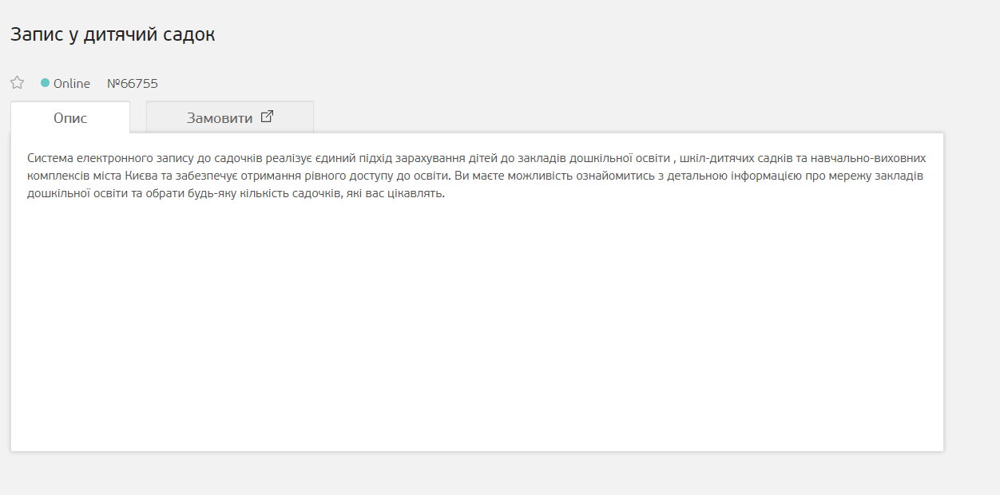 Запис у дитячий садок
Online №66755
Опис Замовити
Система електронного запису до садочків реалізує єдиний підхід зарахування дітей до закладів дошкільної освіти , шкіл-дитячих садків та навчально-виховних
комплексів міста Києва та забезпечує отримання рівного доступу до освіти. Ви маєте можливість ознайомитись з детальною інформацією про мережу закладів
дошкільної освіти та обрати будь-яку кількість садочків, які вас цікавлять.